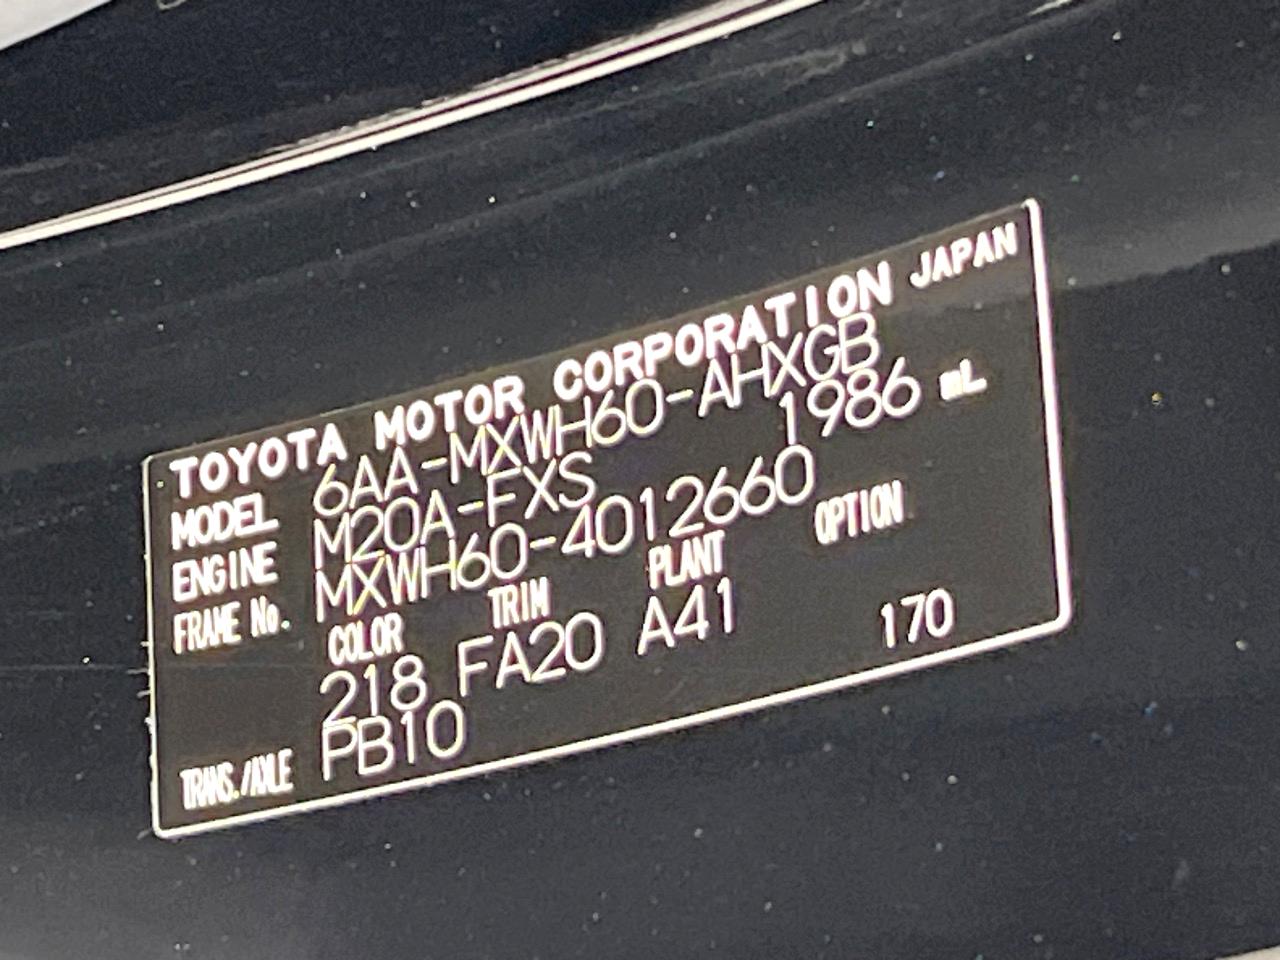 TOYOTA MOTOR CORPORATION JAPAN
MODEL 6AA-MXWH60-AHXGB
ENGINE M20A-FXS 1986 mL
FRAME No. MXWH60-4012660
COLOR TRIM PLANT OPTION
218 FA20 A41 170
TRANS./AXLE PB10